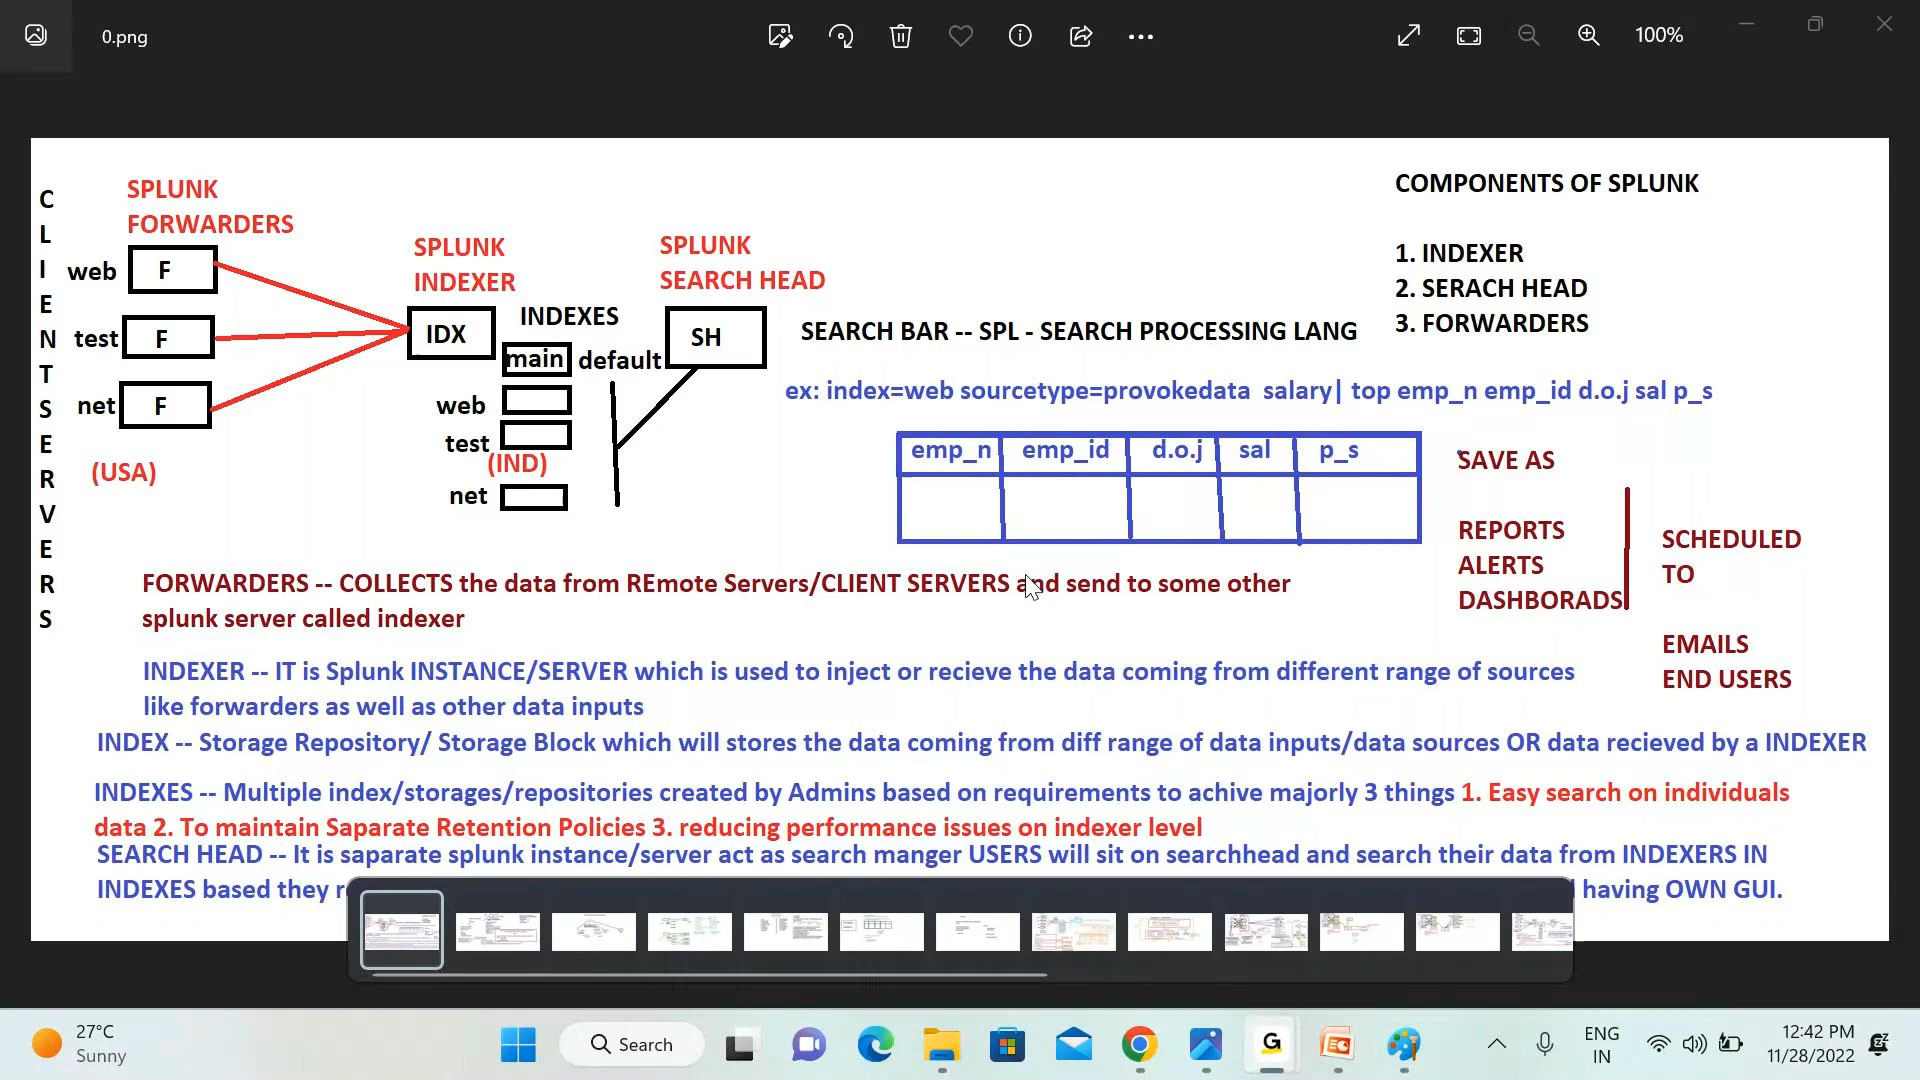 0.png
100%
C
L
I
E
N
T
S
E
R
V
E
R
S
SPLUNK
FORWARDERS
web F
test F
net F
(USA)
SPLUNK
INDEXER
IDX
INDEXES
main default
web
test
(IND)
net
SPLUNK
SEARCH HEAD
SH
SEARCH BAR -- SPL - SEARCH PROCESSING LANG
COMPONENTS OF SPLUNK
1. INDEXER
2. SERACH HEAD
3. FORWARDERS
ex: index=web sourcetype=provokedata salary| top emp_n emp_id d.o.j sal p_s
emp_n emp_id d.o.j sal p_s
SAVE AS
REPORTS
ALERTS
DASHBORADS
SCHEDULED
TO
EMAILS
END USERS
FORWARDERS -- COLLECTS the data from REmote Servers/CLIENT SERVERS and send to some other
splunk server called indexer
INDEXER -- IT is Splunk INSTANCE/SERVER which is used to inject or recieve the data coming from different range of sources
like forwarders as well as other data inputs
INDEX -- Storage Repository/ Storage Block which will stores the data coming from diff range of data inputs/data sources OR data recieved by a INDEXER
INDEXES -- Multiple index/storages/repositories created by Admins based on requirements to achive majorly 3 things 1. Easy search on individuals
data 2. To maintain Saparate Retention Policies 3. reducing performance issues on indexer level
SEARCH HEAD -- It is saparate splunk instance/server act as search manger USERS will sit on searchhead and search their data from INDEXERS IN
INDEXES based they having OWN GUI.
27°C
Sunny
Search
ENG
IN
12:42 PM
11/28/2022